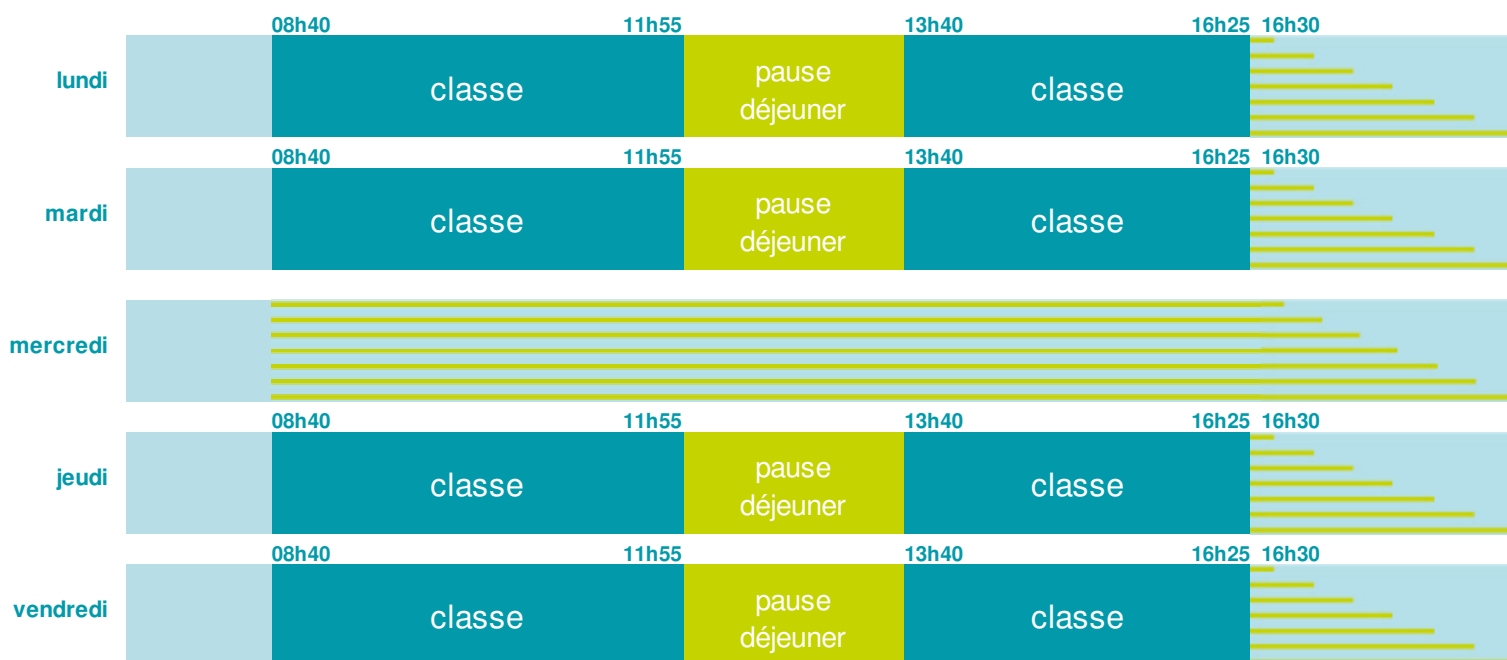 08h40 11h55 13h40 16h25 16h30
lundi classe pause déjeuner classe
08h40 11h55 13h40 16h25 16h30
mardi classe pause déjeuner classe
mercredi
08h40 11h55 13h40 16h25 16h30
jeudi classe pause déjeuner classe
08h40 11h55 13h40 16h25 16h30
vendredi classe pause déjeuner classe